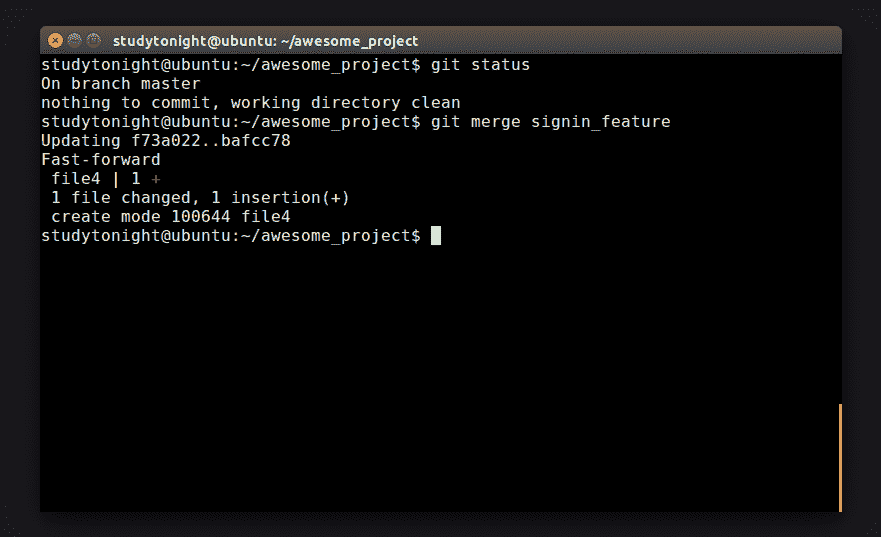 studytonight@ubuntu: ~/awesome_project
studytonight@ubuntu:~/awesome_project$ git status
On branch master
nothing to commit, working directory clean
studytonight@ubuntu:~/awesome_project$ git merge signin_feature
Updating f73a022..bafcc78
Fast-forward
 file4 | 1 +
 1 file changed, 1 insertion(+)
 create mode 100644 file4
studytonight@ubuntu:~/awesome_project$